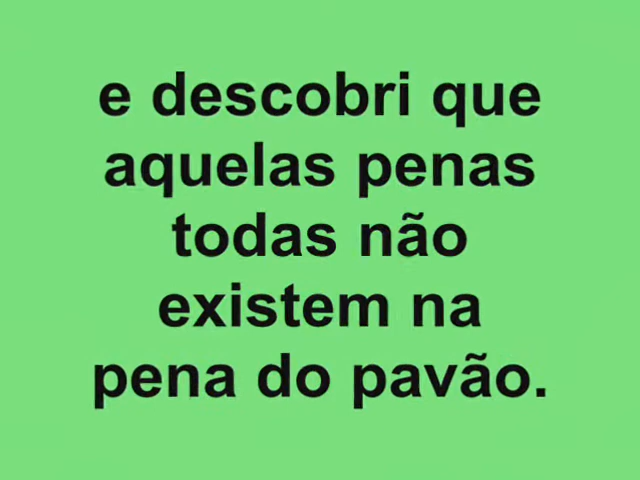 e descobri que
aquelas penas
todas não
existem na
pena do pavão.